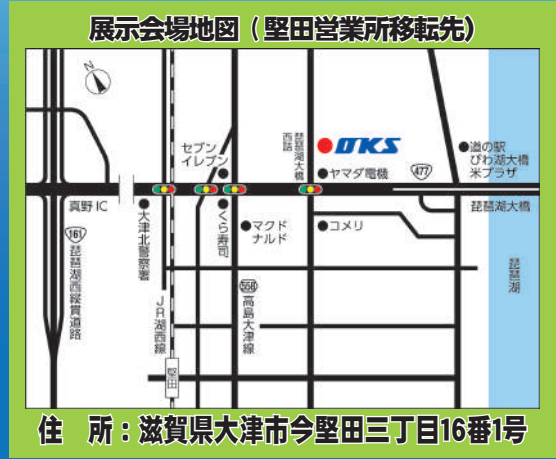 展示会場地図（堅田営業所移転先）
N
セブン
イレブン
琵琶湖大橋
西詰
OKS
ヤマダ電機
477
道の駅
びわ湖大橋
米プラザ
真野IC
161
琵琶湖西縦貫道路
大津北警察署
くら寿司
マクド
ナルド
コメリ
琵琶湖大橋
琵琶湖
JR湖西線
558
高島大津線
堅田
住　所：滋賀県大津市今堅田三丁目16番1号